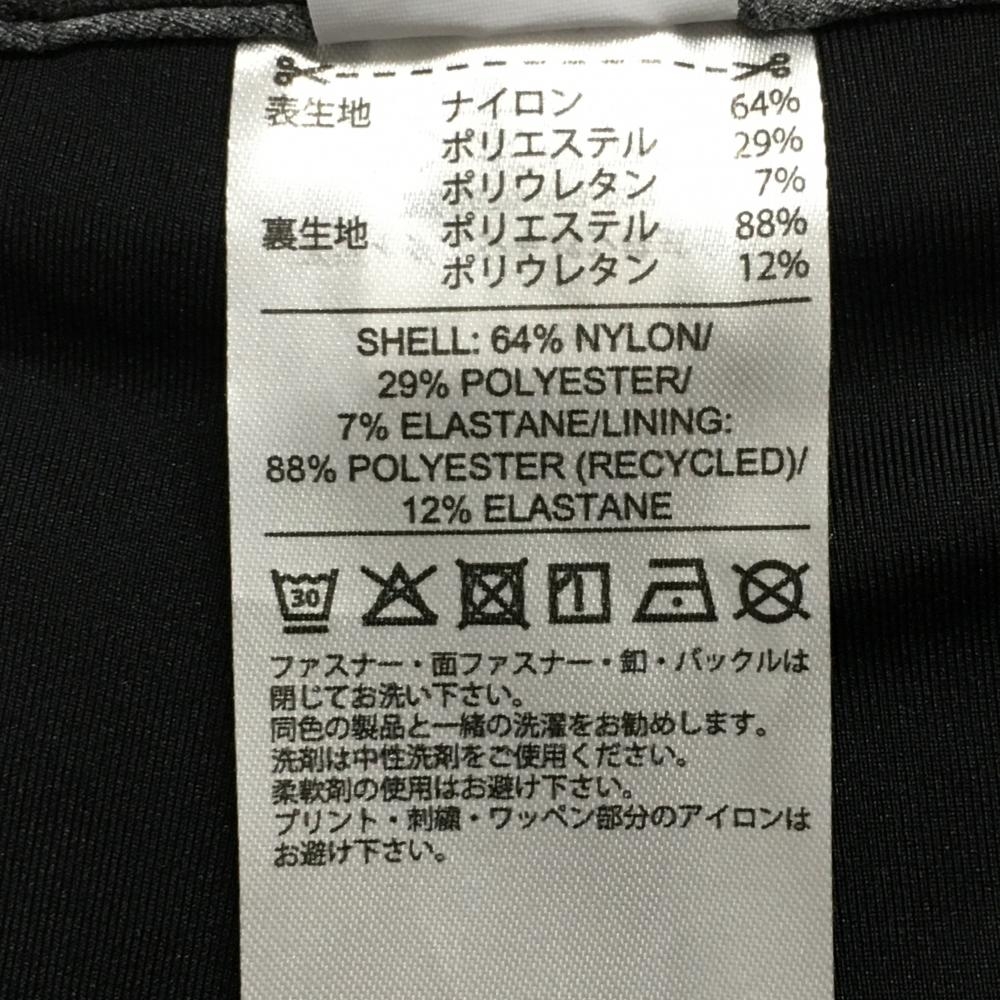 表生地 ナイロン 64%
ポリエステル 29%
ポリウレタン 7%
裏生地 ポリエステル 88%
ポリウレタン 12%
SHELL: 64% NYLON/
29% POLYESTER/
7% ELASTANE/LINING:
88% POLYESTER (RECYCLED)/
12% ELASTANE
30
ファスナー・面ファスナー・釦・バックルは
閉じてお洗い下さい。
同色の製品と一緒の洗濯をお勧めします。
洗剤は中性洗剤をご使用ください。
柔軟剤の使用はお避け下さい。
プリント・刺繍・ワッペン部分のアイロンは
お避け下さい。